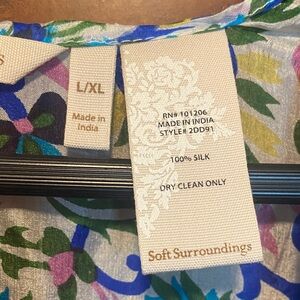 s
L/XL
Made in
India
RN# 101206
MADE IN INDIA
STYLE# 2DD91
100% SILK
DRY CLEAN ONLY
Soft Surroundings